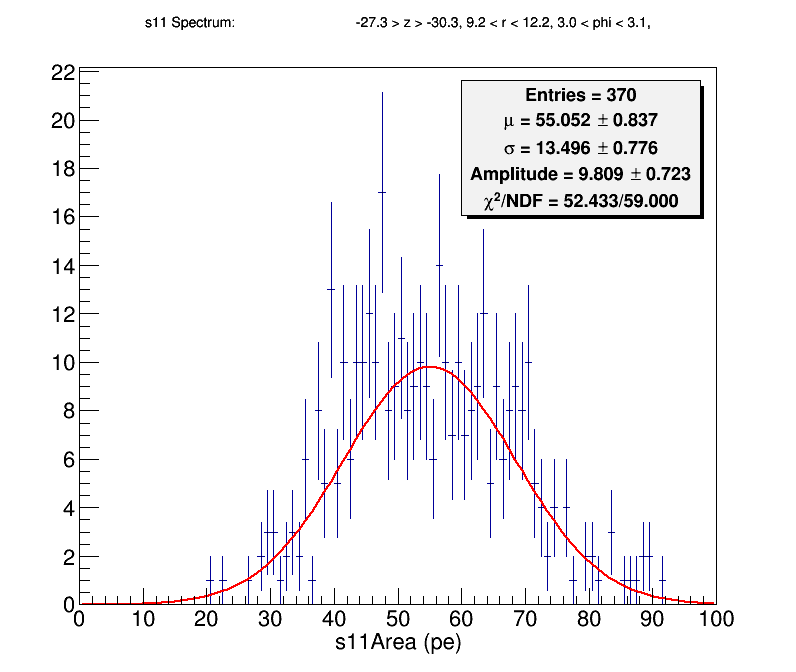 s11 Spectrum: -27.3 > z > -30.3, 9.2 < r < 12.2, 3.0 < phi < 3.1,
Entries = 370
μ = 55.052 ± 0.837
σ = 13.496 ± 0.776
Amplitude = 9.809 ± 0.723
χ²/NDF = 52.433/59.000
22
20
18
16
14
12
10
8
6
4
2
0
0 10 20 30 40 50 60 70 80 90 100
s11Area (pe)